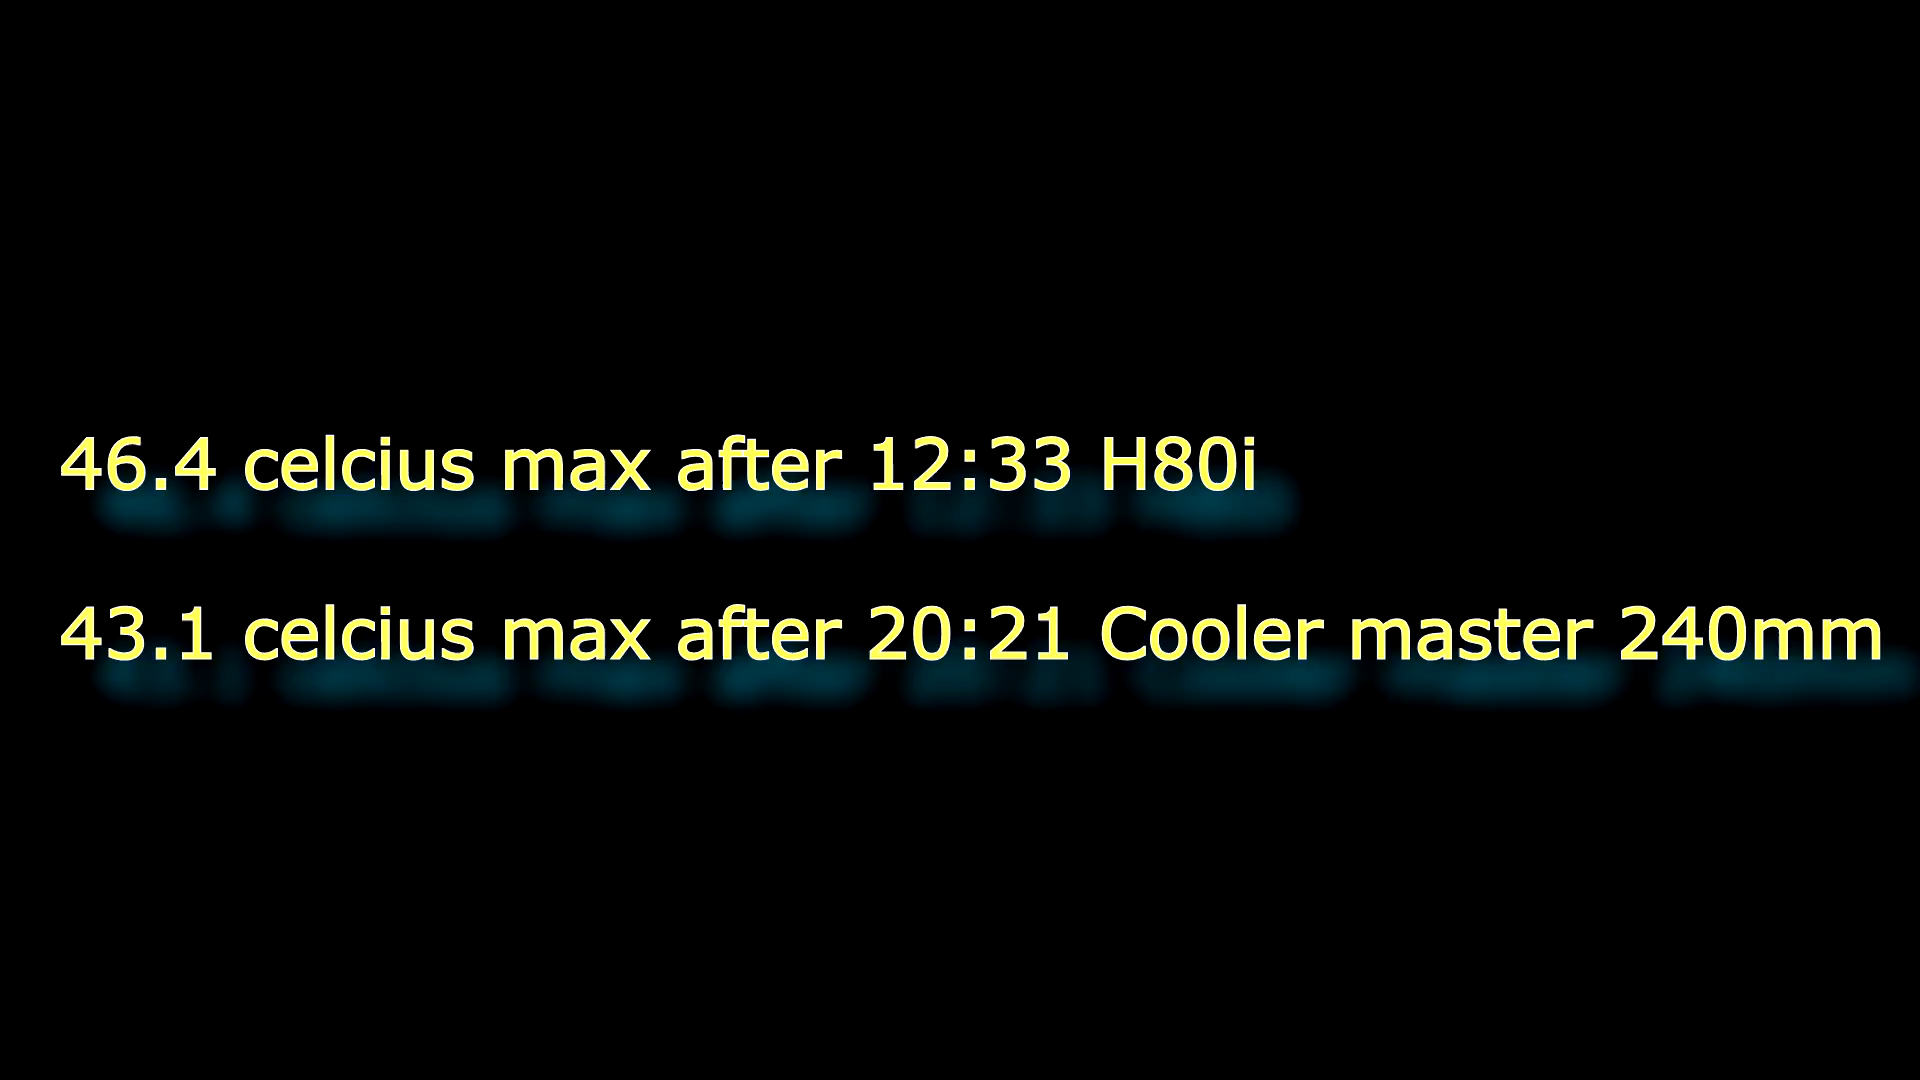 46.4 celcius max after 12:33 H80i
43.1 celcius max after 20:21 Cooler master 240mm